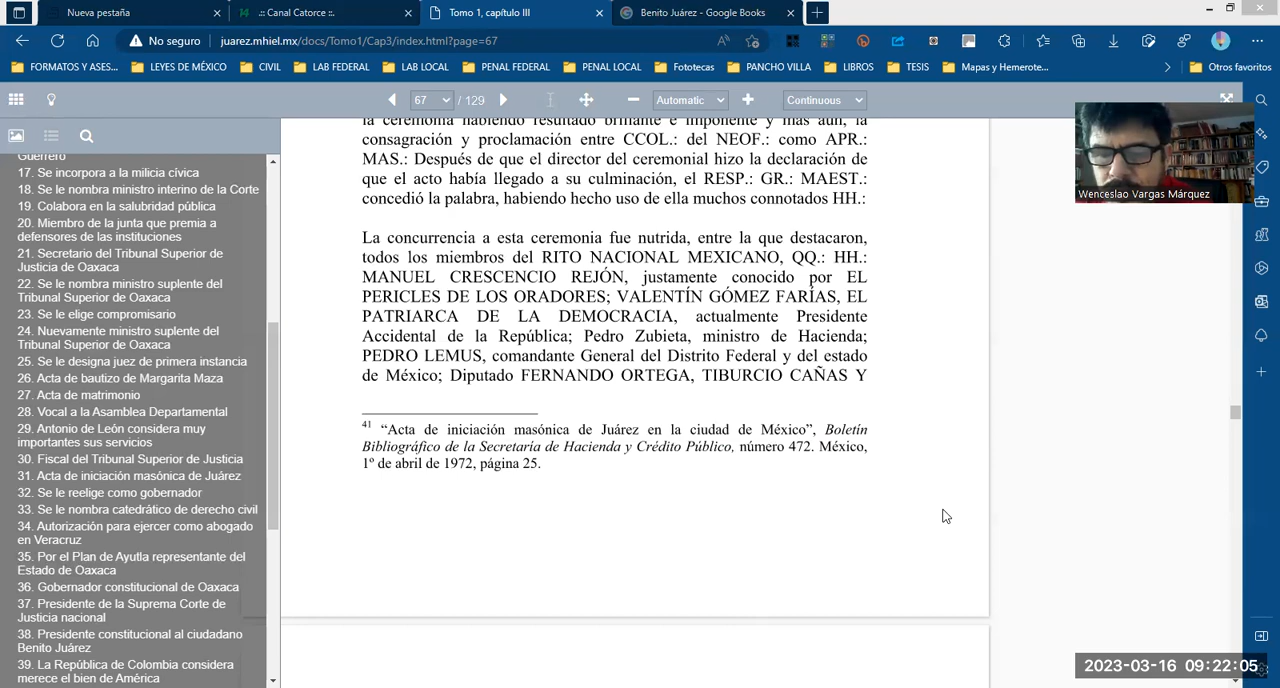 Nueva pestaña
.:: Canal Catorce ::.
Tomo 1, capítulo III
Benito Juárez - Google Books
No seguro
juarez.mhiel.mx/docs/Tomo1/Cap3/index.html?page=67
FORMATOS Y ASES...
LEYES DE MÉXICO
CIVIL
LAB FEDERAL
LAB LOCAL
PENAL FEDERAL
PENAL LOCAL
Fototecas
PANCHO VILLA
LIBROS
TESIS
Mapas y Hemerote...
Otros favoritos
67
/ 129
Automatic
Continuous
Guerrero
17. Se incorpora a la milicia cívica
18. Se le nombra ministro interino de la Corte
19. Colabora en la salubridad pública
20. Miembro de la junta que premia a
defensores de las instituciones
21. Secretario del Tribunal Superior de
Justicia de Oaxaca
22. Se le nombra ministro suplente del
Tribunal Superior de Oaxaca
23. Se le elige compromisario
24. Nuevamente ministro suplente del
Tribunal Superior de Oaxaca
25. Se le designa juez de primera instancia
26. Acta de bautizo de Margarita Maza
27. Acta de matrimonio
28. Vocal a la Asamblea Departamental
29. Antonio de León considera muy
importantes sus servicios
30. Fiscal del Tribunal Superior de Justicia
31. Acta de iniciación masónica de Juárez
32. Se le reelige como gobernador
33. Se le nombra catedrático de derecho civil
34. Autorización para ejercer como abogado
en Veracruz
35. Por el Plan de Ayutla representante del
Estado de Oaxaca
36. Gobernador constitucional de Oaxaca
37. Presidente de la Suprema Corte de
Justicia nacional
38. Presidente constitucional al ciudadano
Benito Juárez
39. La República de Colombia considera
merece el bien de América
la ceremonia habiendo resultado brillante e imponente y más aún, la
consagración y proclamación entre CCOL.: del NEOF.: como APR.:
MAS.: Después de que el director del ceremonial hizo la declaración de
que el acto había llegado a su culminación, el RESP.: GR.: MAEST.:
concedió la palabra, habiendo hecho uso de ella muchos connotados HH.:
La concurrencia a esta ceremonia fue nutrida, entre la que destacaron,
todos los miembros del RITO NACIONAL MEXICANO, QQ.: HH.:
MANUEL CRESCENCIO REJÓN, justamente conocido por EL
PERICLES DE LOS ORADORES; VALENTÍN GÓMEZ FARÍAS, EL
PATRIARCA DE LA DEMOCRACIA, actualmente Presidente
Accidental de la República; Pedro Zubieta, ministro de Hacienda;
PEDRO LEMUS, comandante General del Distrito Federal y del estado
de México; Diputado FERNANDO ORTEGA, TIBURCIO CAÑAS Y
41 “Acta de iniciación masónica de Juárez en la ciudad de México”, Boletín
Bibliográfico de la Secretaría de Hacienda y Crédito Público, número 472. México,
1º de abril de 1972, página 25.
Wenceslao Vargas Márquez
2023-03-16 09:22:05